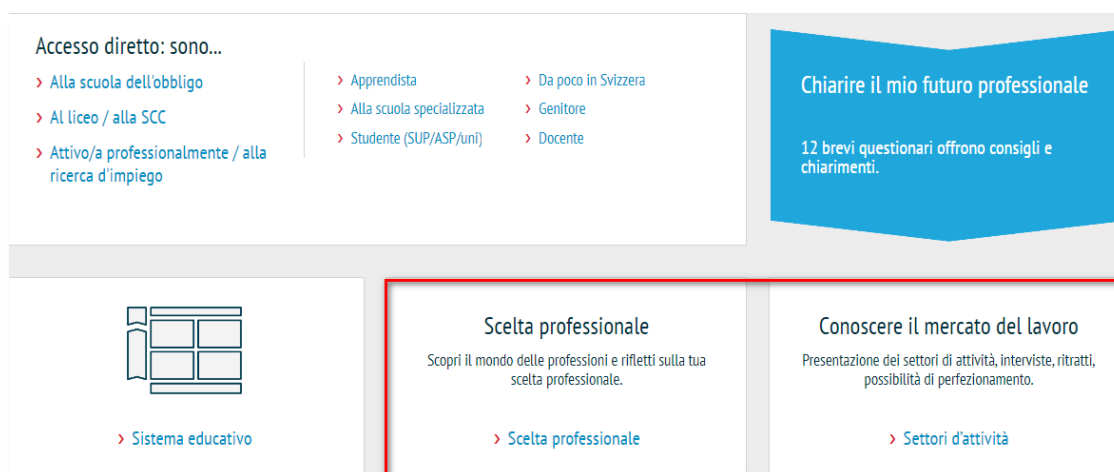 Accesso diretto: sono...
› Alla scuola dell'obbligo
› Al liceo / alla SCC
› Attivo/a professionalmente / alla
ricerca d'impiego
› Apprendista
› Alla scuola specializzata
› Studente (SUP/ASP/uni)
› Da poco in Svizzera
› Genitore
› Docente
Chiarire il mio futuro professionale
12 brevi questionari offrono consigli e
chiarimenti.
› Sistema educativo
Scelta professionale
Scopri il mondo delle professioni e rifletti sulla tua
scelta professionale.
› Scelta professionale
Conoscere il mercato del lavoro
Presentazione dei settori di attività, interviste, ritratti,
possibilità di perfezionamento.
› Settori d'attività